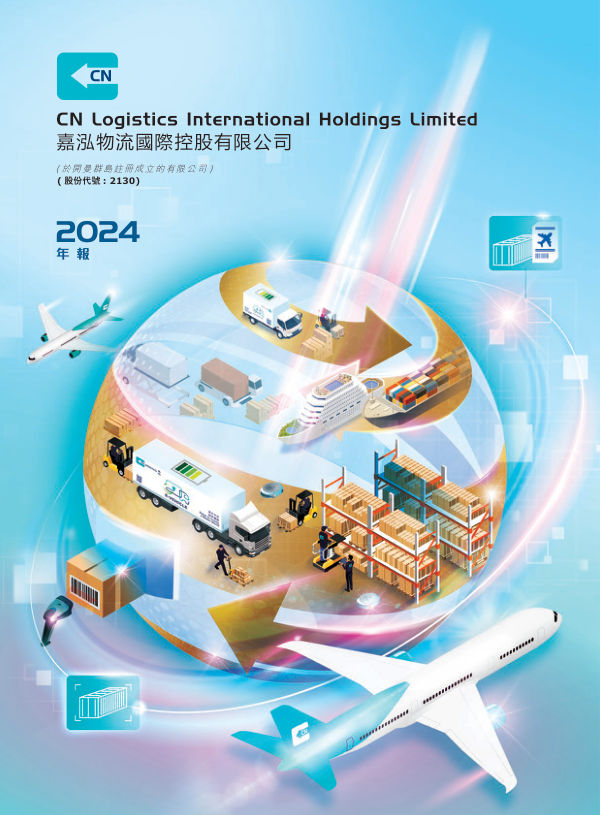 CN
CN Logistics International Holdings Limited
嘉泓物流國際控股有限公司
(於開曼群島註冊成立的有限公司)
(股份代號：2130)
2024
年報